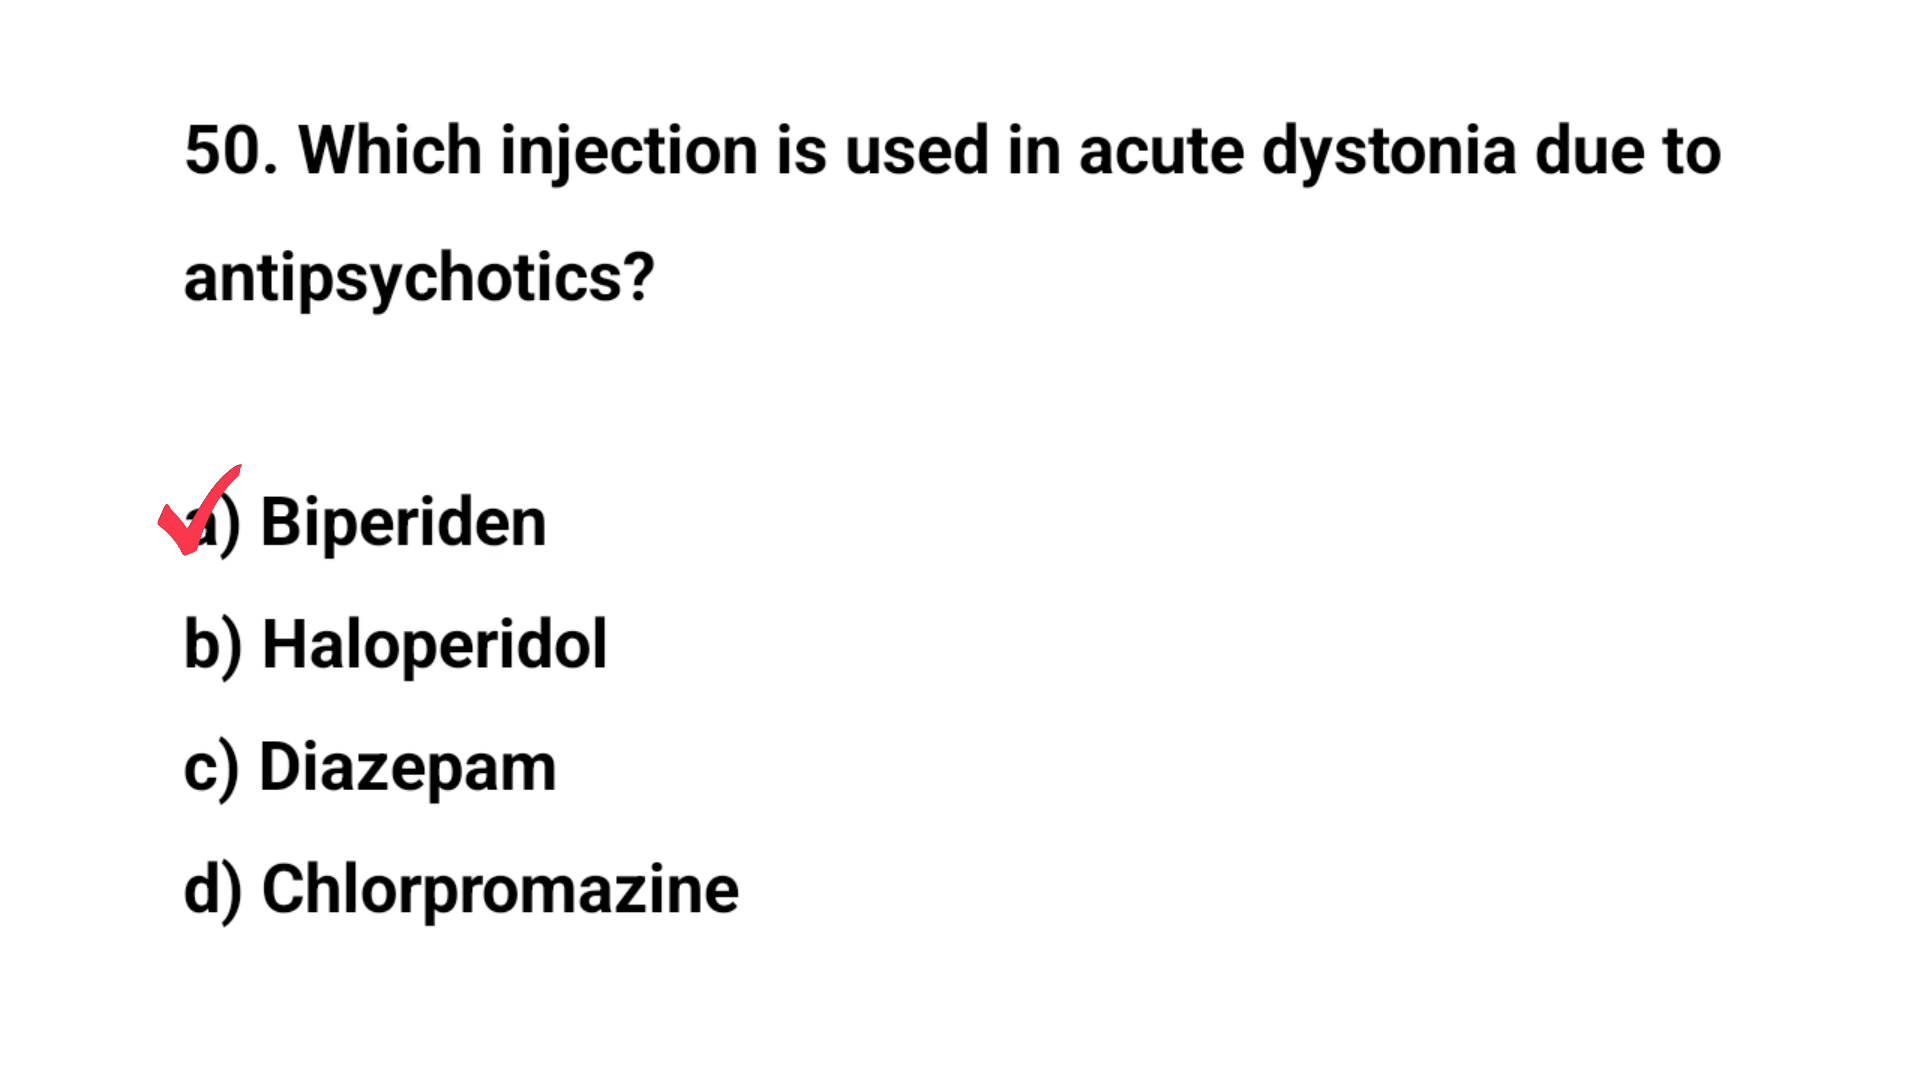 50. Which injection is used in acute dystonia due to
antipsychotics?
a) Biperiden
b) Haloperidol
c) Diazepam
d) Chlorpromazine